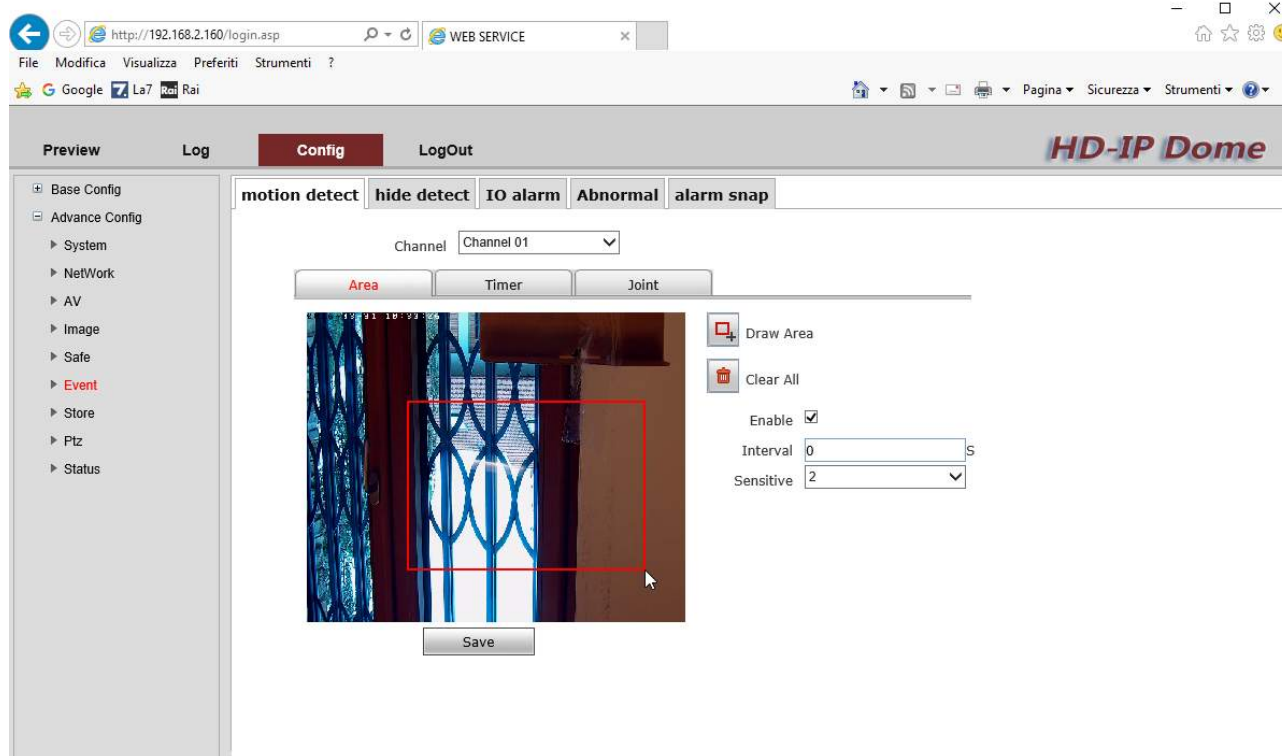 http://192.168.2.160/login.asp
WEB SERVICE
File Modifica Visualizza Preferiti Strumenti ?
Google La7 Rai Rai
Pagina Sicurezza Strumenti
Preview Log Config LogOut HD-IP Dome
Base Config
Advance Config
System
NetWork
AV
Image
Safe
Event
Store
Ptz
Status
motion detect hide detect IO alarm Abnormal alarm snap
Channel Channel 01
Area Timer Joint
Draw Area
Clear All
Enable
Interval 0 S
Sensitive 2
Save